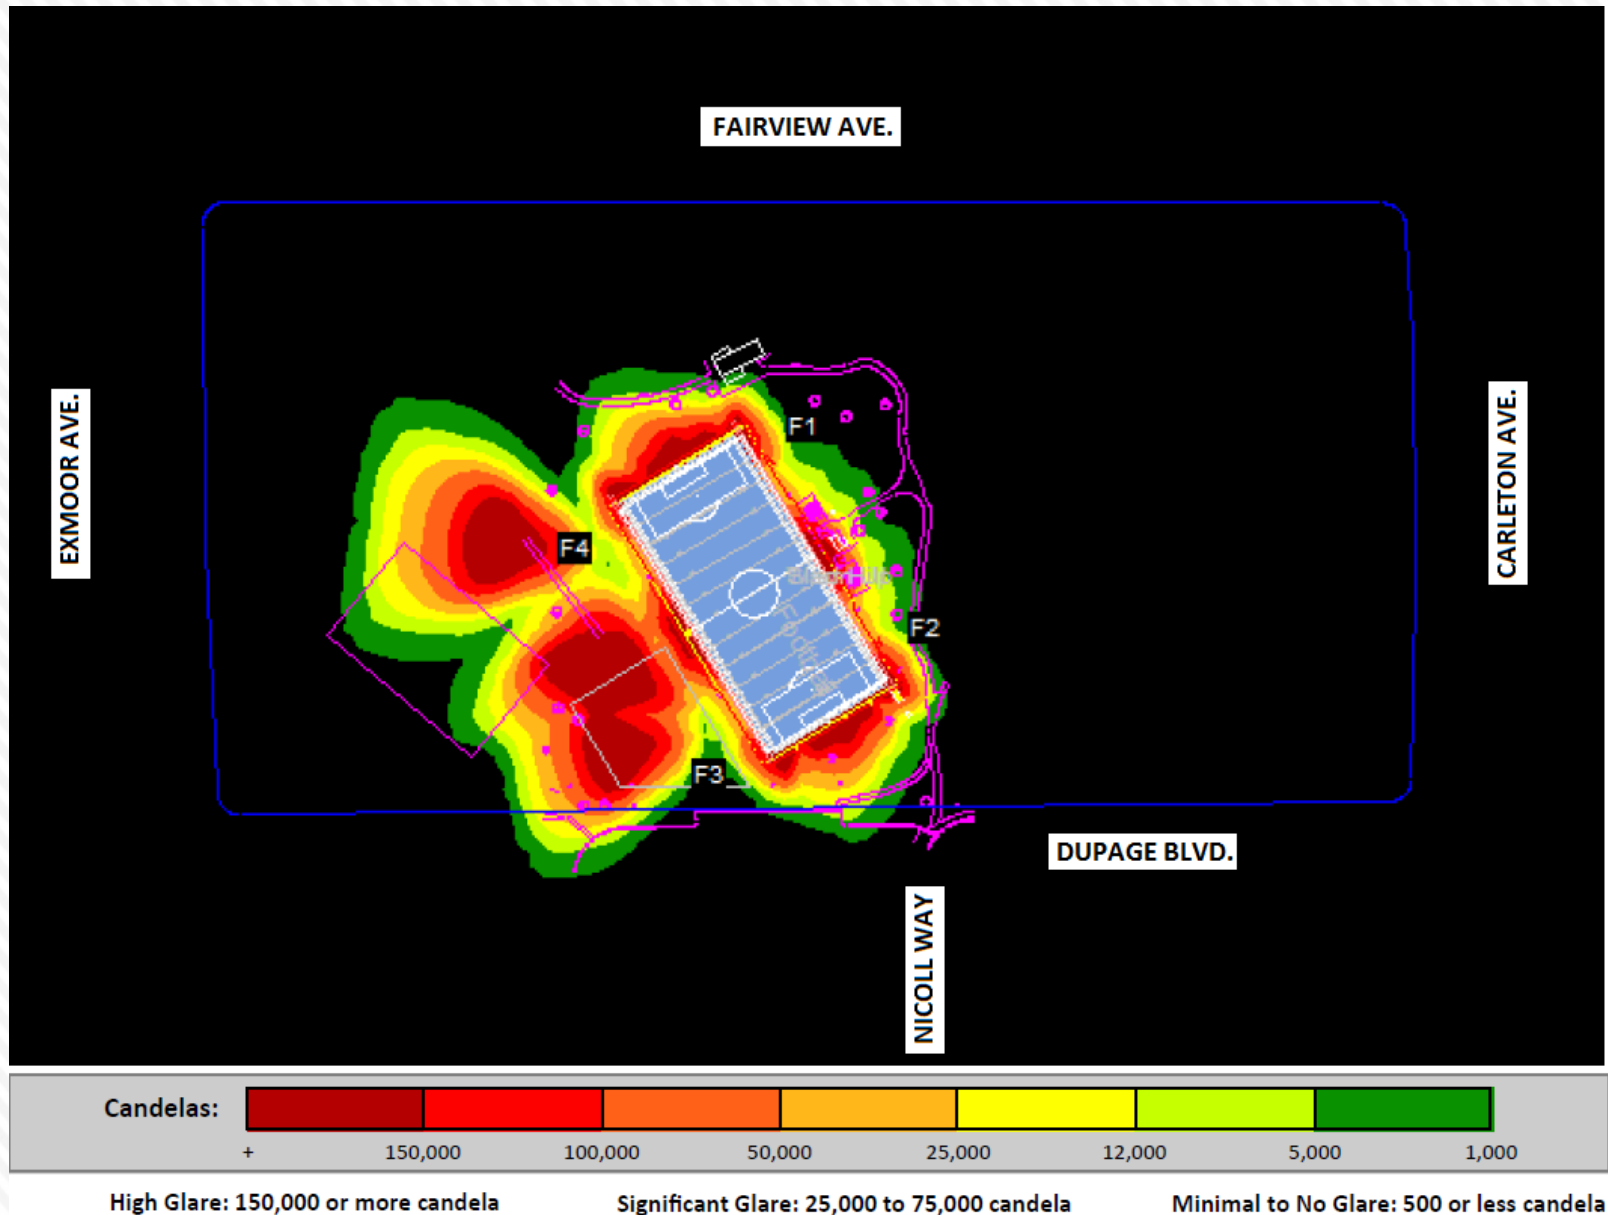 FAIRVIEW AVE.
EXMOOR AVE.
CARLETON AVE.
F1
F4
F2
Football
F3
DUPAGE BLVD.
NICOLL WAY
Candelas:
+ 150,000 100,000 50,000 25,000 12,000 5,000 1,000
High Glare: 150,000 or more candela Significant Glare: 25,000 to 75,000 candela Minimal to No Glare: 500 or less candela